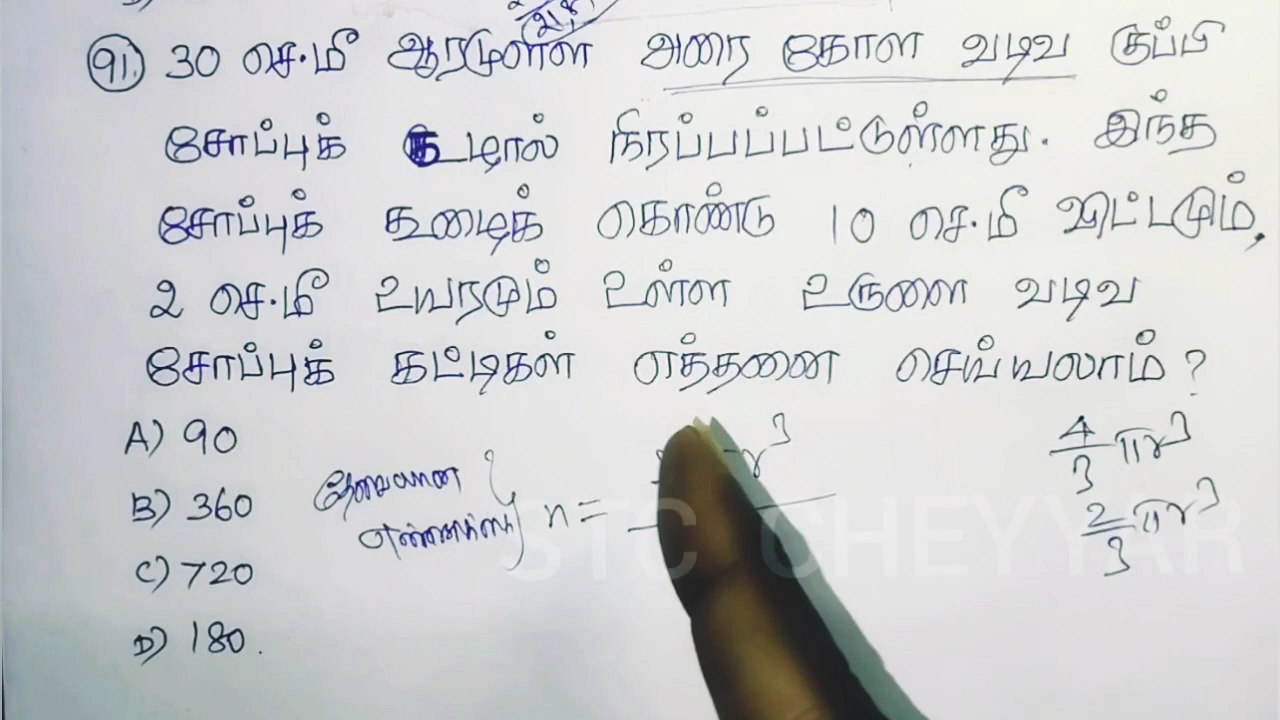 91) 30 செ.மீ ஆரமுள்ள அரை கோள வடிவ குப்பி
சோப்புக் கூழால் நிரப்பப்பட்டுள்ளது. இந்த
சோப்புக் கூழைக் கொண்டு 10 செ.மீ விட்டமும்,
2 செ.மீ உயரமும் உள்ள உருளை வடிவ
சோப்புக் கட்டிகள் எத்தனை செய்யலாம்?
A) 90
B) 360
C) 720
D) 180.
தேவையான
எண்ணிக்கை
n =
r³
4/3 πr³
2/3 πr³
STC CHEYYAR